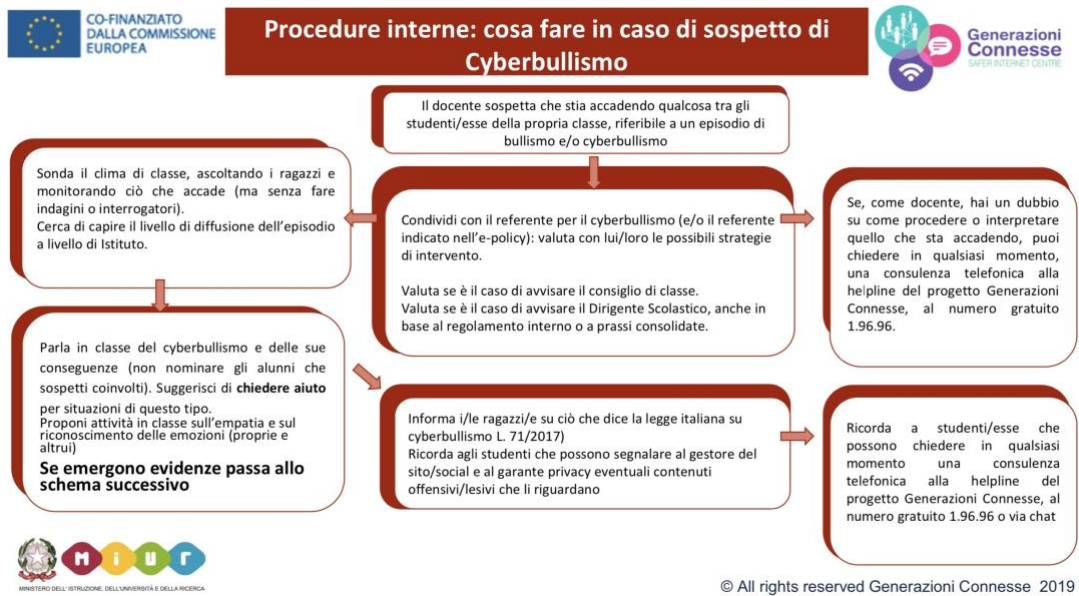 CO-FINANZIATO
DALLA COMMISSIONE
EUROPEA
Procedure interne: cosa fare in caso di sospetto di
Cyberbullismo
Generazioni
Connesse
SAFER INTERNET CENTRE
Il docente sospetta che stia accadendo qualcosa tra gli
studenti/esse della propria classe, riferibile a un episodio di
bullismo e/o cyberbullismo
Sonda il clima di classe, ascoltando i ragazzi e
monitorando ciò che accade (ma senza fare
indagini o interrogatori).
Cerca di capire il livello di diffusione dell'episodio
a livello di Istituto.
Condividi con il referente per il cyberbullismo (e/o il referente
indicato nell'e-policy): valuta con lui/loro le possibili strategie
di intervento.
Valuta se è il caso di avvisare il consiglio di classe.
Valuta se è il caso di avvisare il Dirigente Scolastico, anche in
base al regolamento interno o a prassi consolidate.
Se, come docente, hai un dubbio
su come procedere o interpretare
quello che sta accadendo, puoi
chiedere in qualsiasi momento,
una consulenza telefonica alla
helpline del progetto Generazioni
Connesse, al numero gratuito
1.96.96.
Parla in classe del cyberbullismo e delle sue
conseguenze (non nominare gli alunni che
sospetti coinvolti). Suggerisci di chiedere aiuto
per situazioni di questo tipo.
Proponi attività in classe sull'empatia e sul
riconoscimento delle emozioni (proprie e
altrui)
Se emergono evidenze passa allo
schema successivo
Informa i/le ragazzi/e su ciò che dice la legge italiana su
cyberbullismo L. 71/2017)
Ricorda agli studenti che possono segnalare al gestore del
sito/social e al garante privacy eventuali contenuti
offensivi/lesivi che li riguardano
Ricorda a studenti/esse che
possono chiedere in qualsiasi
momento una consulenza
telefonica alla helpline del
progetto Generazioni Connesse, al
numero gratuito 1.96.96 o via chat
M i u r
MINISTERO DELL' ISTRUZIONE, DELL'UNIVERSITÀ E DELLA RICERCA
© All rights reserved Generazioni Connesse 2019